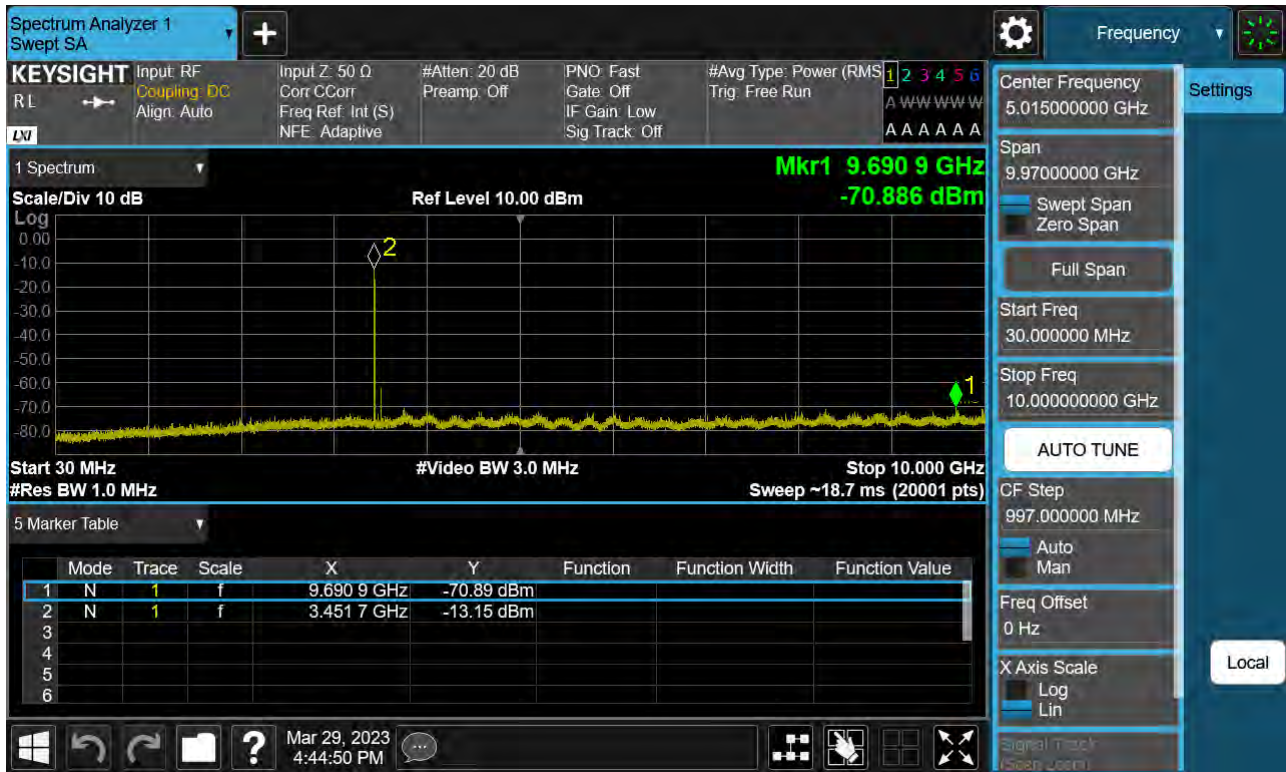 Spectrum Analyzer 1
Swept SA
+
Frequency
KEYSIGHT
RL
LXI
Input: RF
Coupling: DC
Align: Auto
Input Z: 50 Ω
Corr CCorr
Freq Ref: Int (S)
NFE: Adaptive
#Atten: 20 dB
Preamp: Off
PNO: Fast
Gate: Off
IF Gain: Low
Sig Track: Off
#Avg Type: Power (RMS
Trig: Free Run
1 2 3 4 5 6
A W W W W W
A A A A A A
1 Spectrum
Scale/Div 10 dB
Ref Level 10.00 dBm
Mkr1 9.690 9 GHz
-70.886 dBm
Log
0.00
-10.0
-20.0
-30.0
-40.0
-50.0
-60.0
-70.0
-80.0
2
1
Start 30 MHz
#Video BW 3.0 MHz
Stop 10.000 GHz
#Res BW 1.0 MHz
Sweep ~18.7 ms (20001 pts)
5 Marker Table
Mode Trace Scale X Y Function Function Width Function Value
1 N 1 f 9.690 9 GHz -70.89 dBm
2 N 1 f 3.451 7 GHz -13.15 dBm
3
4
5
6
Mar 29, 2023
4:44:50 PM
?
Center Frequency
5.015000000 GHz
Settings
Span
9.97000000 GHz
Swept Span
Zero Span
Full Span
Start Freq
30.000000 MHz
Stop Freq
10.000000000 GHz
AUTO TUNE
CF Step
997.000000 MHz
Auto
Man
Freq Offset
0 Hz
X Axis Scale
Log
Lin
Signal Track
(Span Zoom)
Local